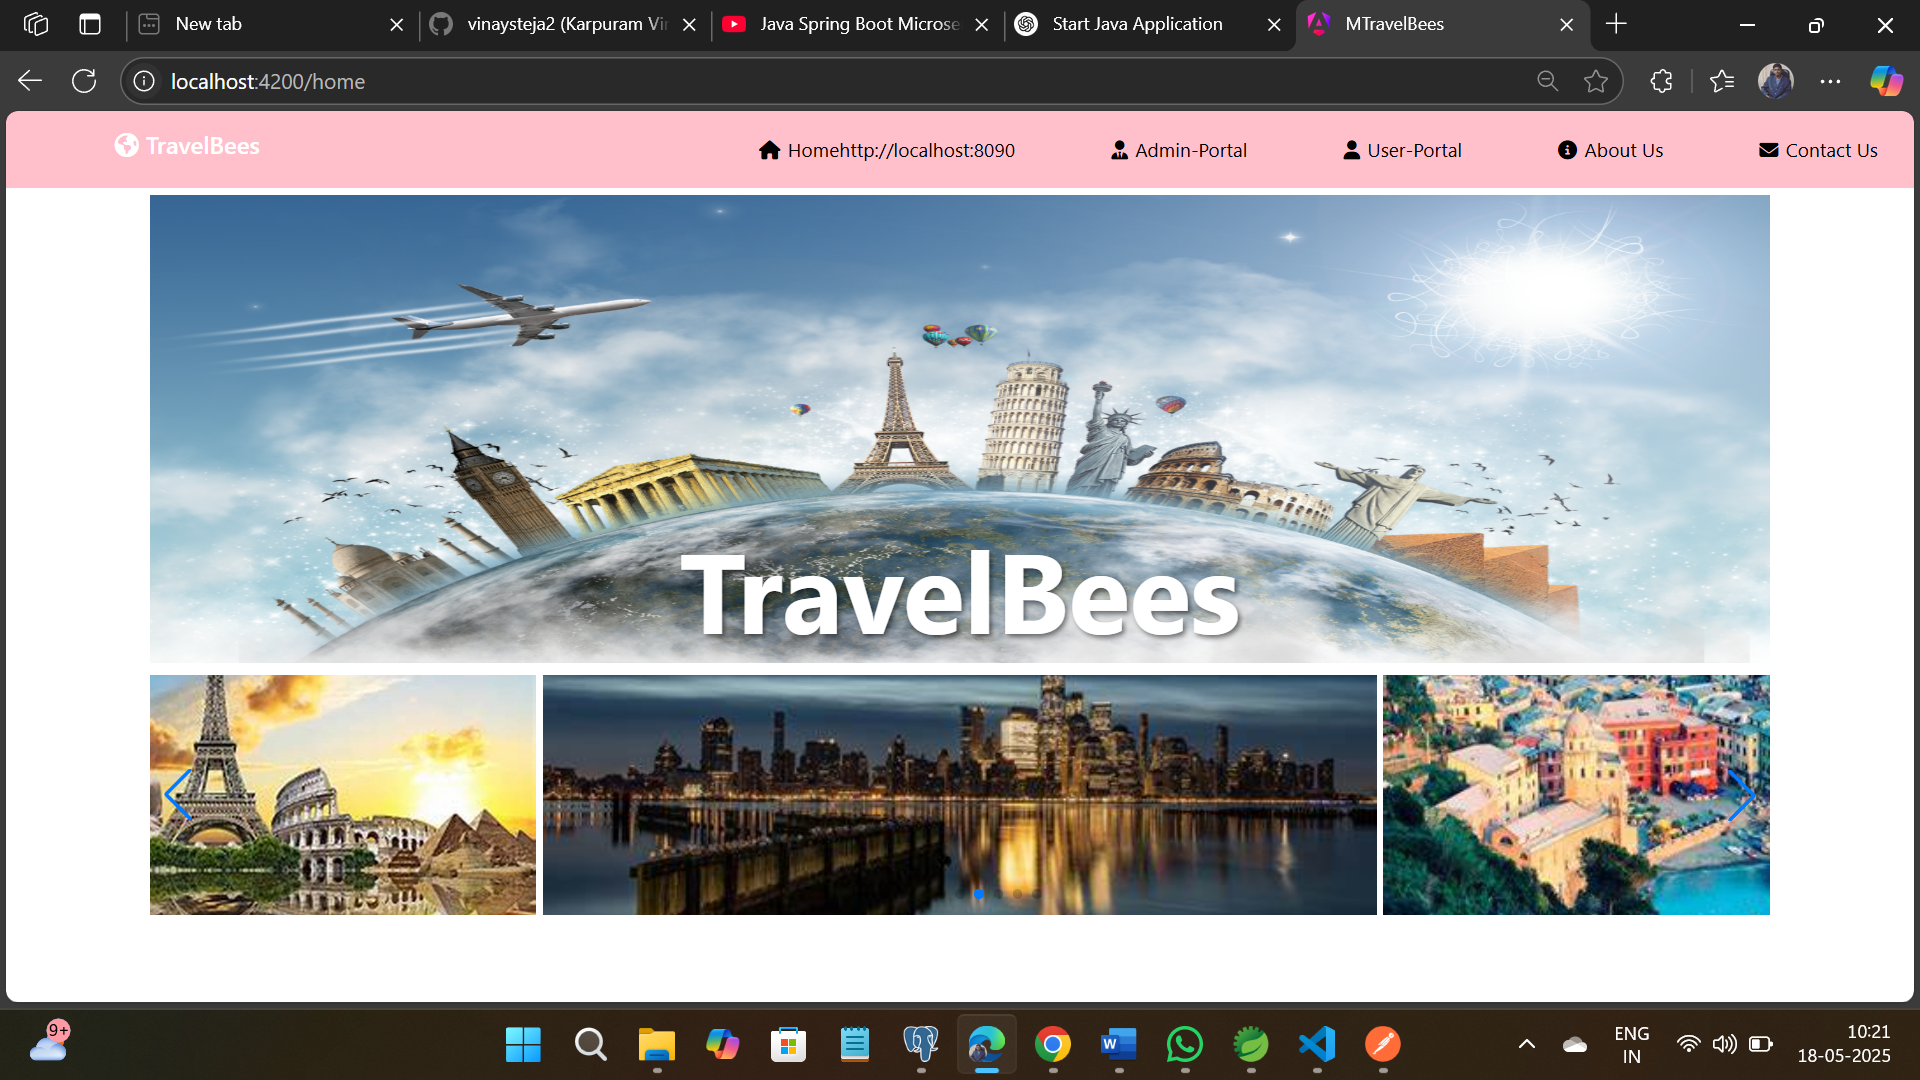 New tab
vinaysteja2 (Karpuram Vin
Java Spring Boot Microse
Start Java Application
MTravelBees
localhost:4200/home
TravelBees
Homehttp://localhost:8090
Admin-Portal
User-Portal
About Us
Contact Us
TravelBees
9+
W
ENG
IN
10:21
18-05-2025